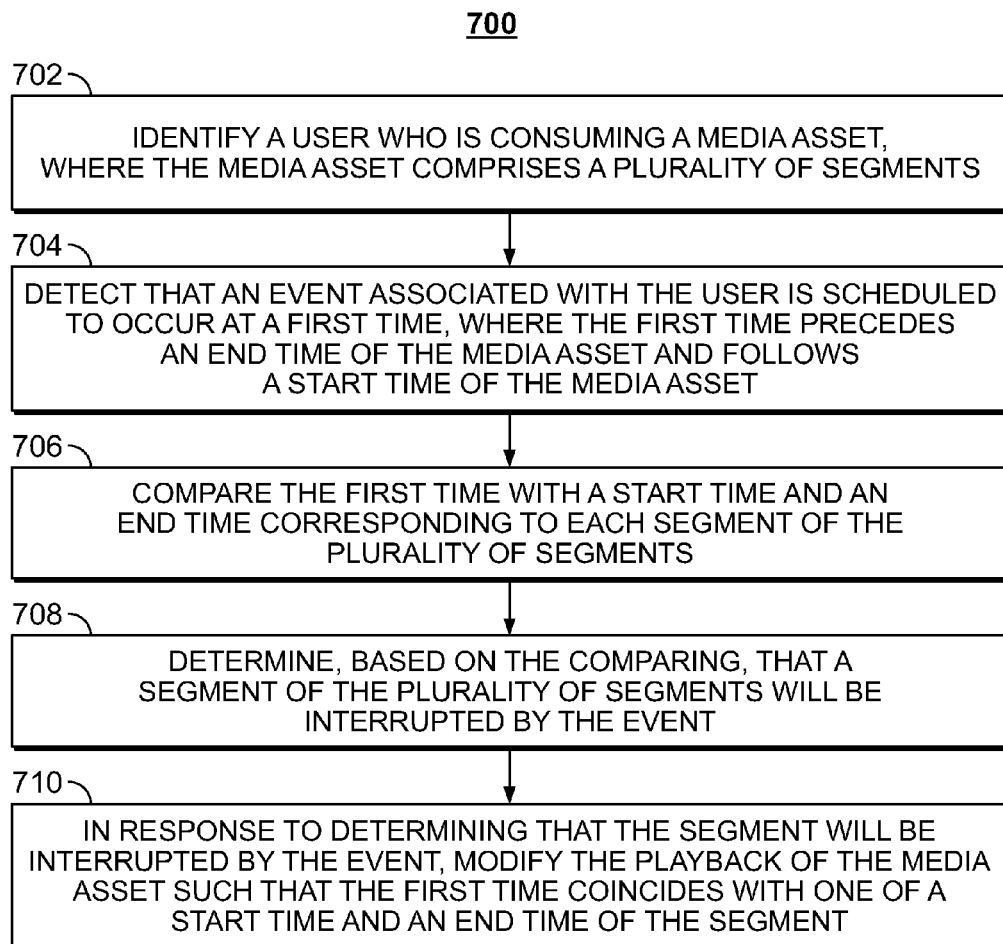 700
702
IDENTIFY A USER WHO IS CONSUMING A MEDIA ASSET,
WHERE THE MEDIA ASSET COMPRISES A PLURALITY OF SEGMENTS
704
DETECT THAT AN EVENT ASSOCIATED WITH THE USER IS SCHEDULED
TO OCCUR AT A FIRST TIME, WHERE THE FIRST TIME PRECEDES
AN END TIME OF THE MEDIA ASSET AND FOLLOWS
A START TIME OF THE MEDIA ASSET
706
COMPARE THE FIRST TIME WITH A START TIME AND AN
END TIME CORRESPONDING TO EACH SEGMENT OF THE
PLURALITY OF SEGMENTS
708
DETERMINE, BASED ON THE COMPARING, THAT A
SEGMENT OF THE PLURALITY OF SEGMENTS WILL BE
INTERRUPTED BY THE EVENT
710
IN RESPONSE TO DETERMINING THAT THE SEGMENT WILL BE
INTERRUPTED BY THE EVENT, MODIFY THE PLAYBACK OF THE MEDIA
ASSET SUCH THAT THE FIRST TIME COINCIDES WITH ONE OF A
START TIME AND AN END TIME OF THE SEGMENT